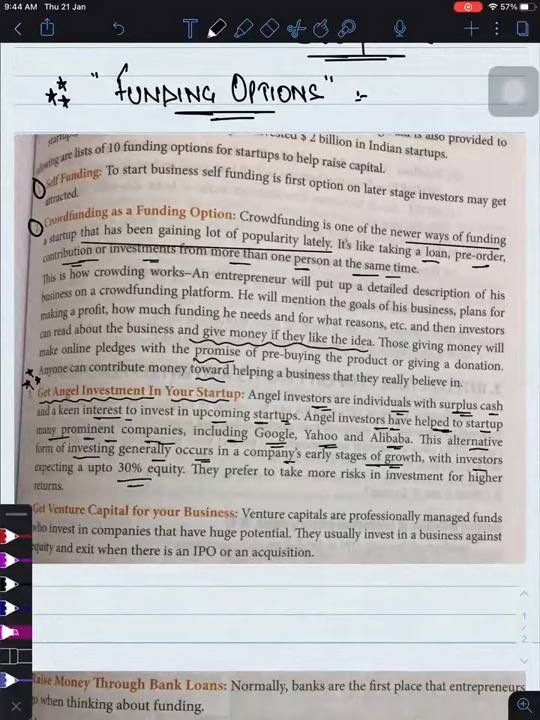 9:44 AM Thu 21 Jan
57%
"FUNDING OPTIONS" :-
$ 2 billion in Indian startups. is also provided to
are lists of 10 funding options for startups to help raise capital.
Self Funding: To start business self funding is first option on later stage investors may get
attracted.
Crowdfunding as a Funding Option: Crowdfunding is one of the newer ways of funding
a startup that has been gaining lot of popularity lately. It's like taking a loan, pre-order,
contribution or investments from more than one person at the same time.
This is how crowding works–An entrepreneur will put up a detailed description of his
business on a crowdfunding platform. He will mention the goals of his business, plans for
making a profit, how much funding he needs and for what reasons, etc. and then investors
can read about the business and give money if they like the idea. Those giving money will
make online pledges with the promise of pre-buying the product or giving a donation.
Anyone can contribute money toward helping a business that they really believe in.
Get Angel Investment In Your Startup: Angel investors are individuals with surplus cash
and a keen interest to invest in upcoming startups. Angel investors have helped to startup
many prominent companies, including Google, Yahoo and Alibaba. This alternative
form of investing generally occurs in a company's early stages of growth, with investors
expecting a upto 30% equity. They prefer to take more risks in investment for higher
returns.
Get Venture Capital for your Business: Venture capitals are professionally managed funds
who invest in companies that have huge potential. They usually invest in a business against
equity and exit when there is an IPO or an acquisition.
1
2
Raise Money Through Bank Loans: Normally, banks are the first place that entrepreneurs
go when thinking about funding.